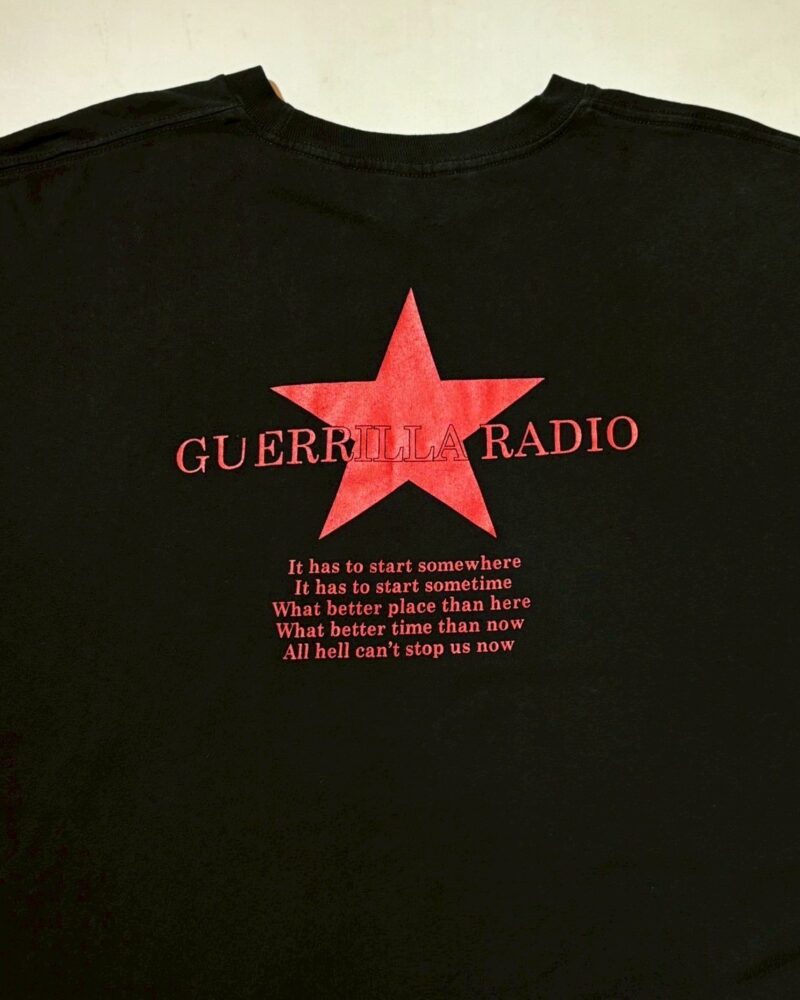 GUERRILLA RADIO
It has to start somewhere
It has to start sometime
What better place than here
What better time than now
All hell can't stop us now